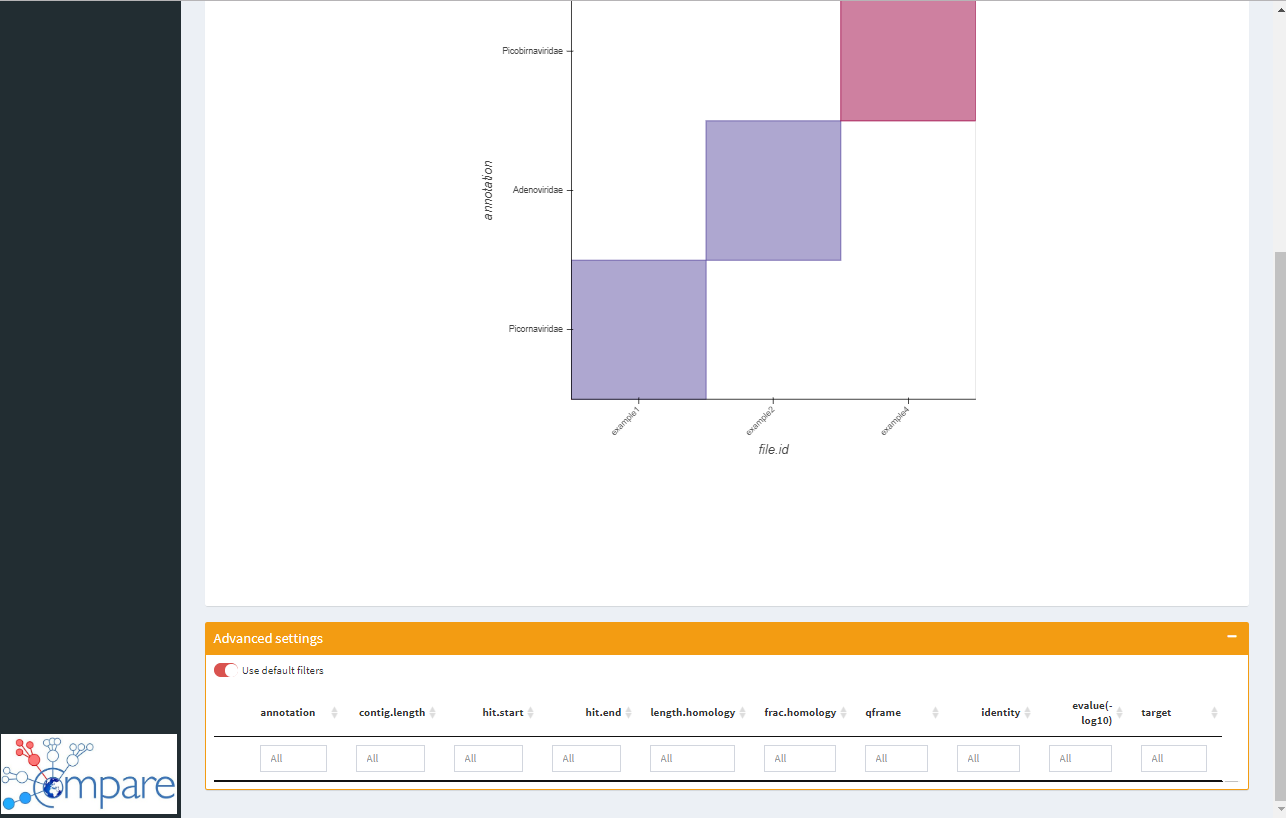 Picobirnaviridae
annotation
Adenoviridae
Picornaviridae
example1 example2 example4
file.id
Advanced settings
Use default filters
annotation contig.length hit.start hit.end length.homology frac.homology qframe identity evalue(-
log10) target
All All All All All All All All All All
Compare